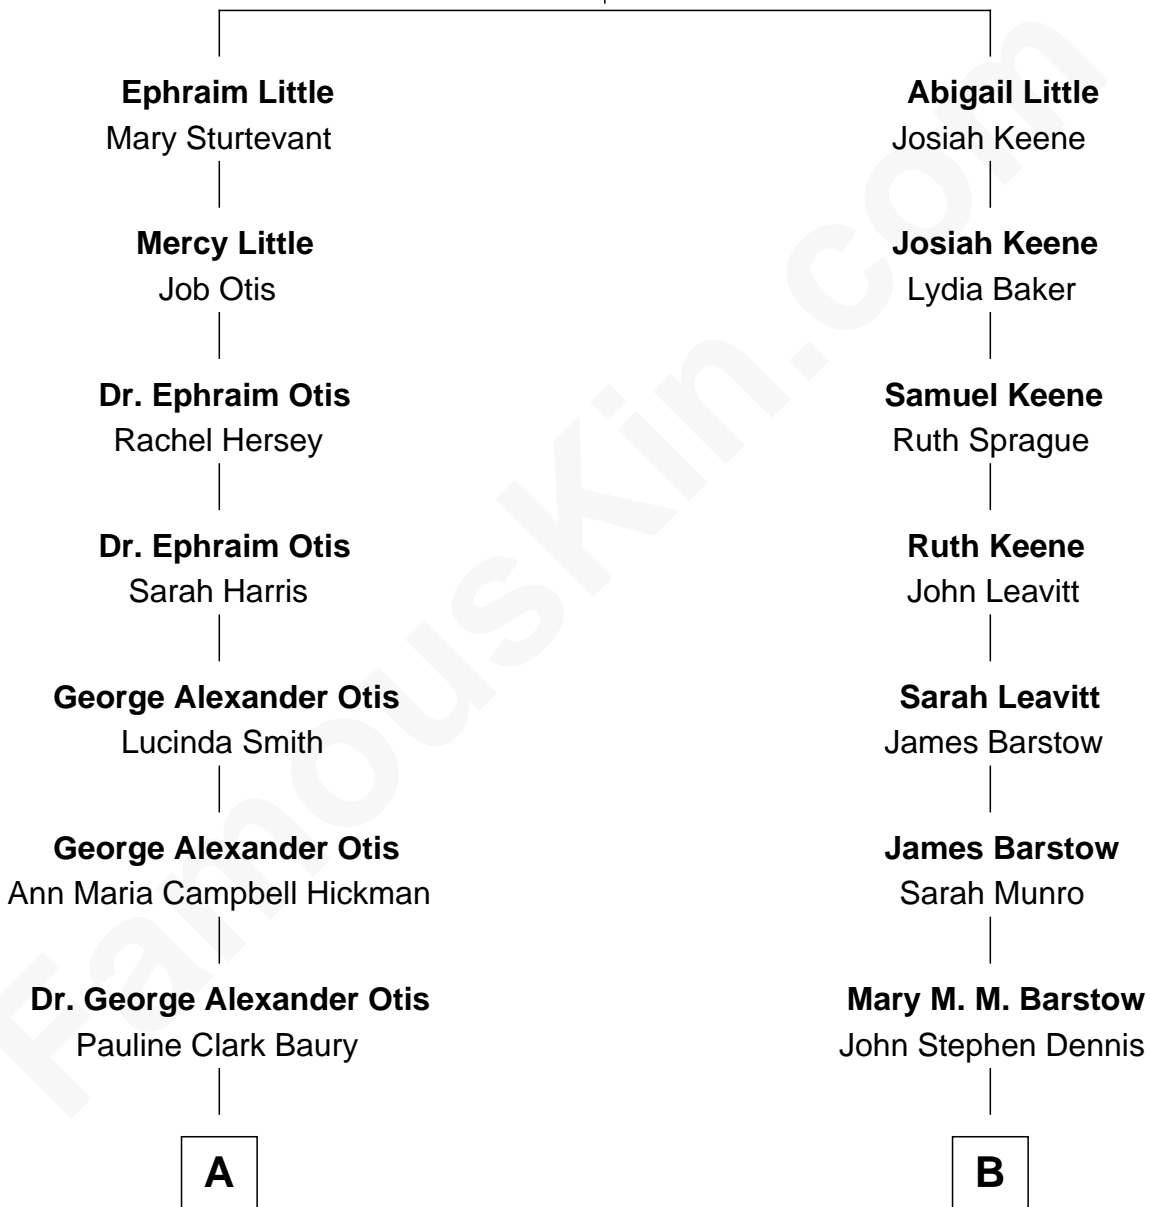 Ephraim Little
Mary Sturtevant
Mercy Little
Job Otis
Dr. Ephraim Otis
Rachel Hersey
Dr. Ephraim Otis
Sarah Harris
George Alexander Otis
Lucinda Smith
George Alexander Otis
Ann Maria Campbell Hickman
Dr. George Alexander Otis
Pauline Clark Baury
A
Abigail Little
Josiah Keene
Josiah Keene
Lydia Baker
Samuel Keene
Ruth Sprague
Ruth Keene
John Leavitt
Sarah Leavitt
James Barstow
James Barstow
Sarah Munro
Mary M. M. Barstow
John Stephen Dennis
B
FamousKin.com